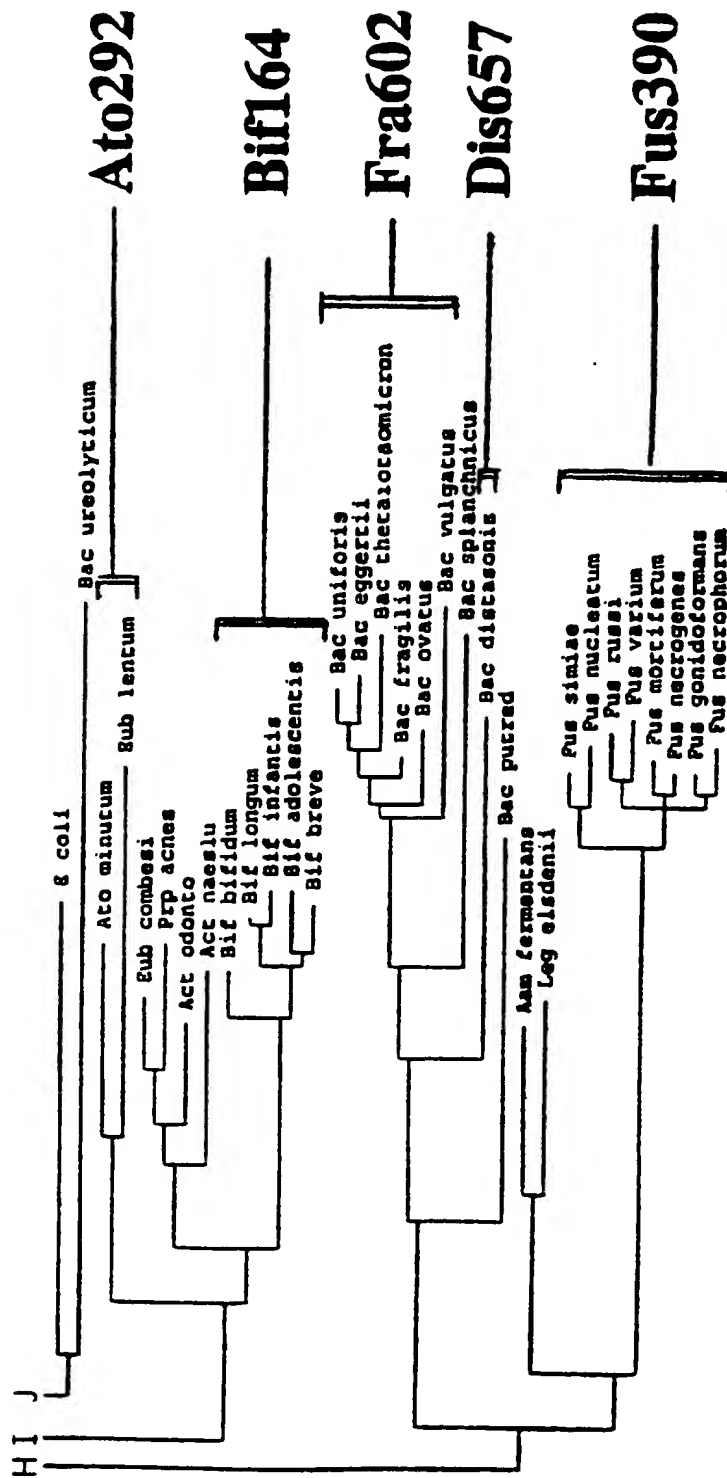 H
I
J
E coli
Bac ureolyticum
Ato minutum
Eub lentum
Ato292
Eub combesi
Prp acnes
Act odonto
Act naeslu
Bif bifidum
Bif longum
Bif infantis
Bif adolescentis
Bif breve
Bif164
Bac uniforis
Bac eggertii
Bac thetaiotaomicron
Bac fragilis
Bac ovatus
Bac vulgatus
Bac splanchnicus
Fra602
Bac distasonis
Dis657
Bac putred
Aam fermentans
Leg elsdenii
Fus simiae
Fus nucleatum
Fus russi
Fus varium
Fus mortiferum
Fus necrogenes
Fus gonidoformans
Fus necrophorum
Fus390